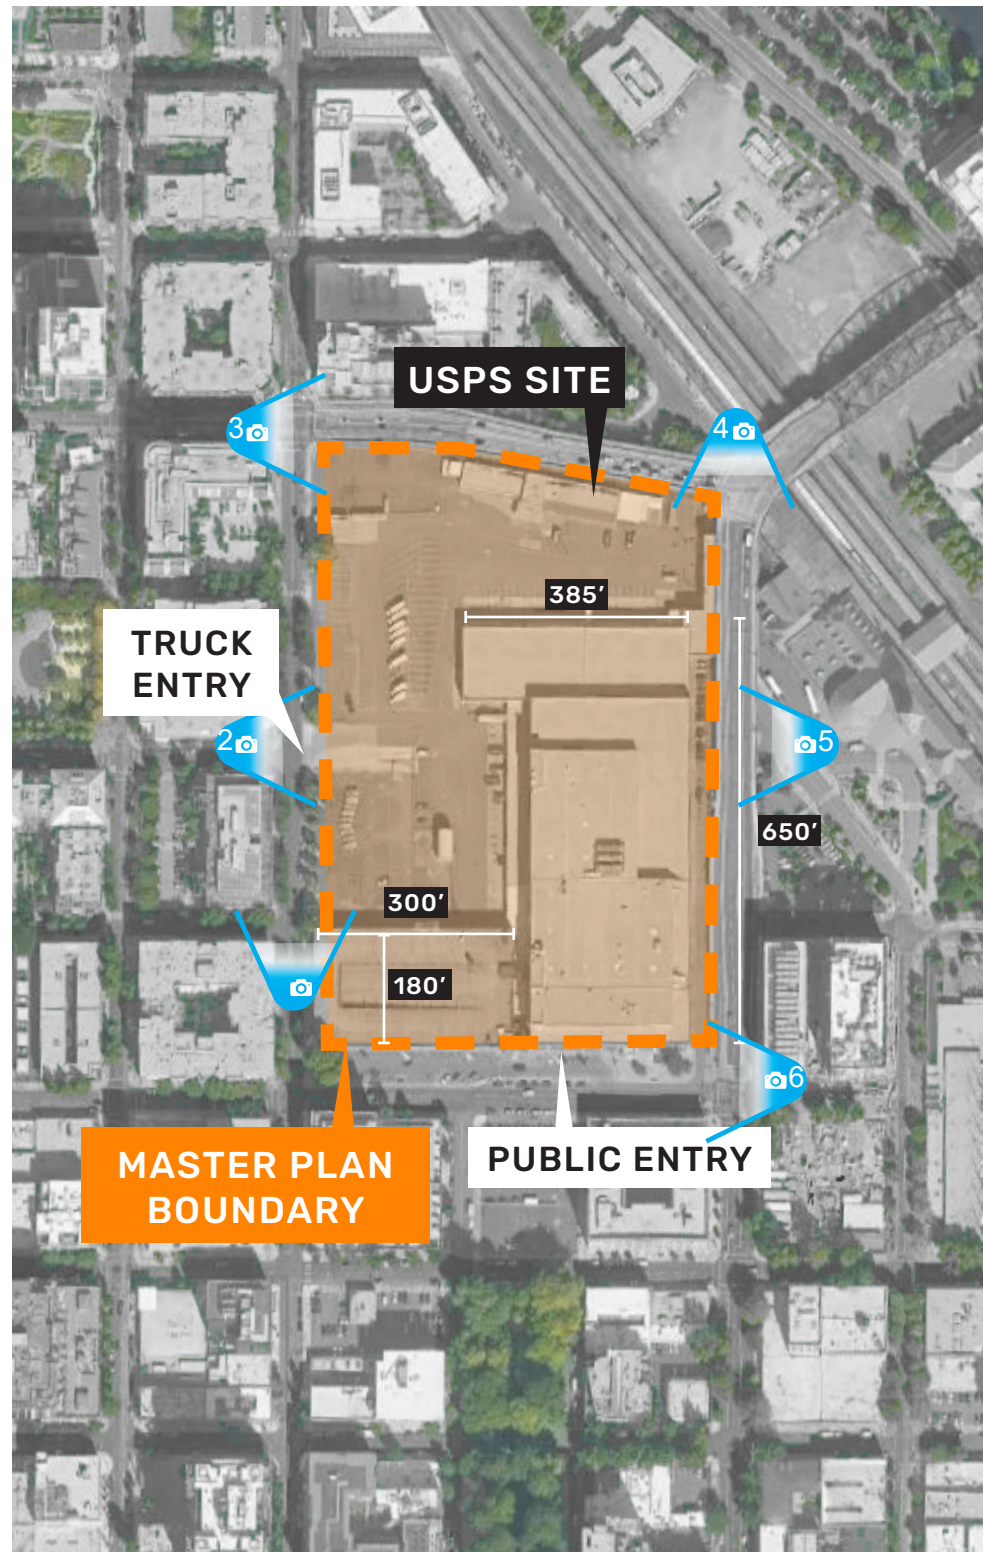 USPS SITE
3
4
385′
TRUCK
ENTRY
2
5
650′
300′
180′
6
MASTER PLAN
BOUNDARY
PUBLIC ENTRY